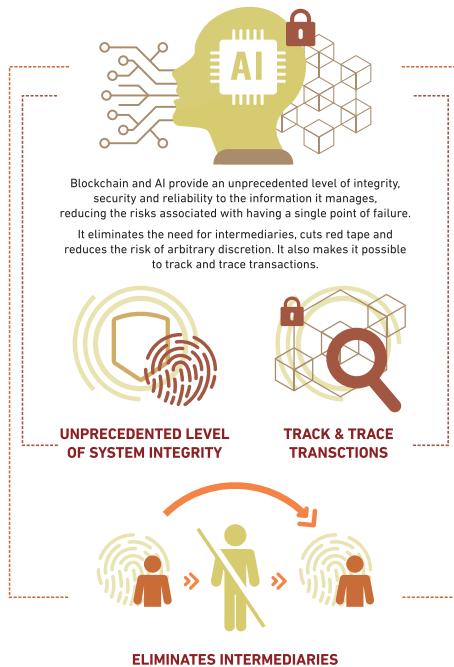 AI
Blockchain and AI provide an unprecedented level of integrity,
security and reliability to the information it manages,
reducing the risks associated with having a single point of failure.
It eliminates the need for intermediaries, cuts red tape and
reduces the risk of arbitrary discretion. It also makes it possible
to track and trace transactions.
UNPRECEDENTED LEVEL
OF SYSTEM INTEGRITY
TRACK & TRACE
TRANSCTIONS
ELIMINATES INTERMEDIARIES